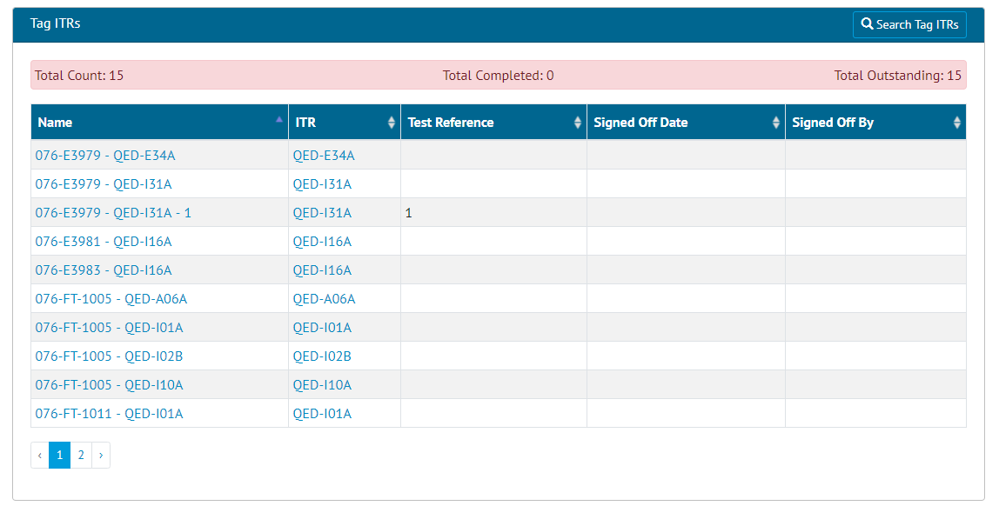 Tag ITRs Search Tag ITRs
Total Count: 15 Total Completed: 0 Total Outstanding: 15
Name ITR Test Reference Signed Off Date Signed Off By
076-E3979 - QED-E34A QED-E34A
076-E3979 - QED-I31A QED-I31A
076-E3979 - QED-I31A - 1 QED-I31A 1
076-E3981 - QED-I16A QED-I16A
076-E3983 - QED-I16A QED-I16A
076-FT-1005 - QED-A06A QED-A06A
076-FT-1005 - QED-I01A QED-I01A
076-FT-1005 - QED-I02B QED-I02B
076-FT-1005 - QED-I10A QED-I10A
076-FT-1011 - QED-I01A QED-I01A
‹ 1 2 ›